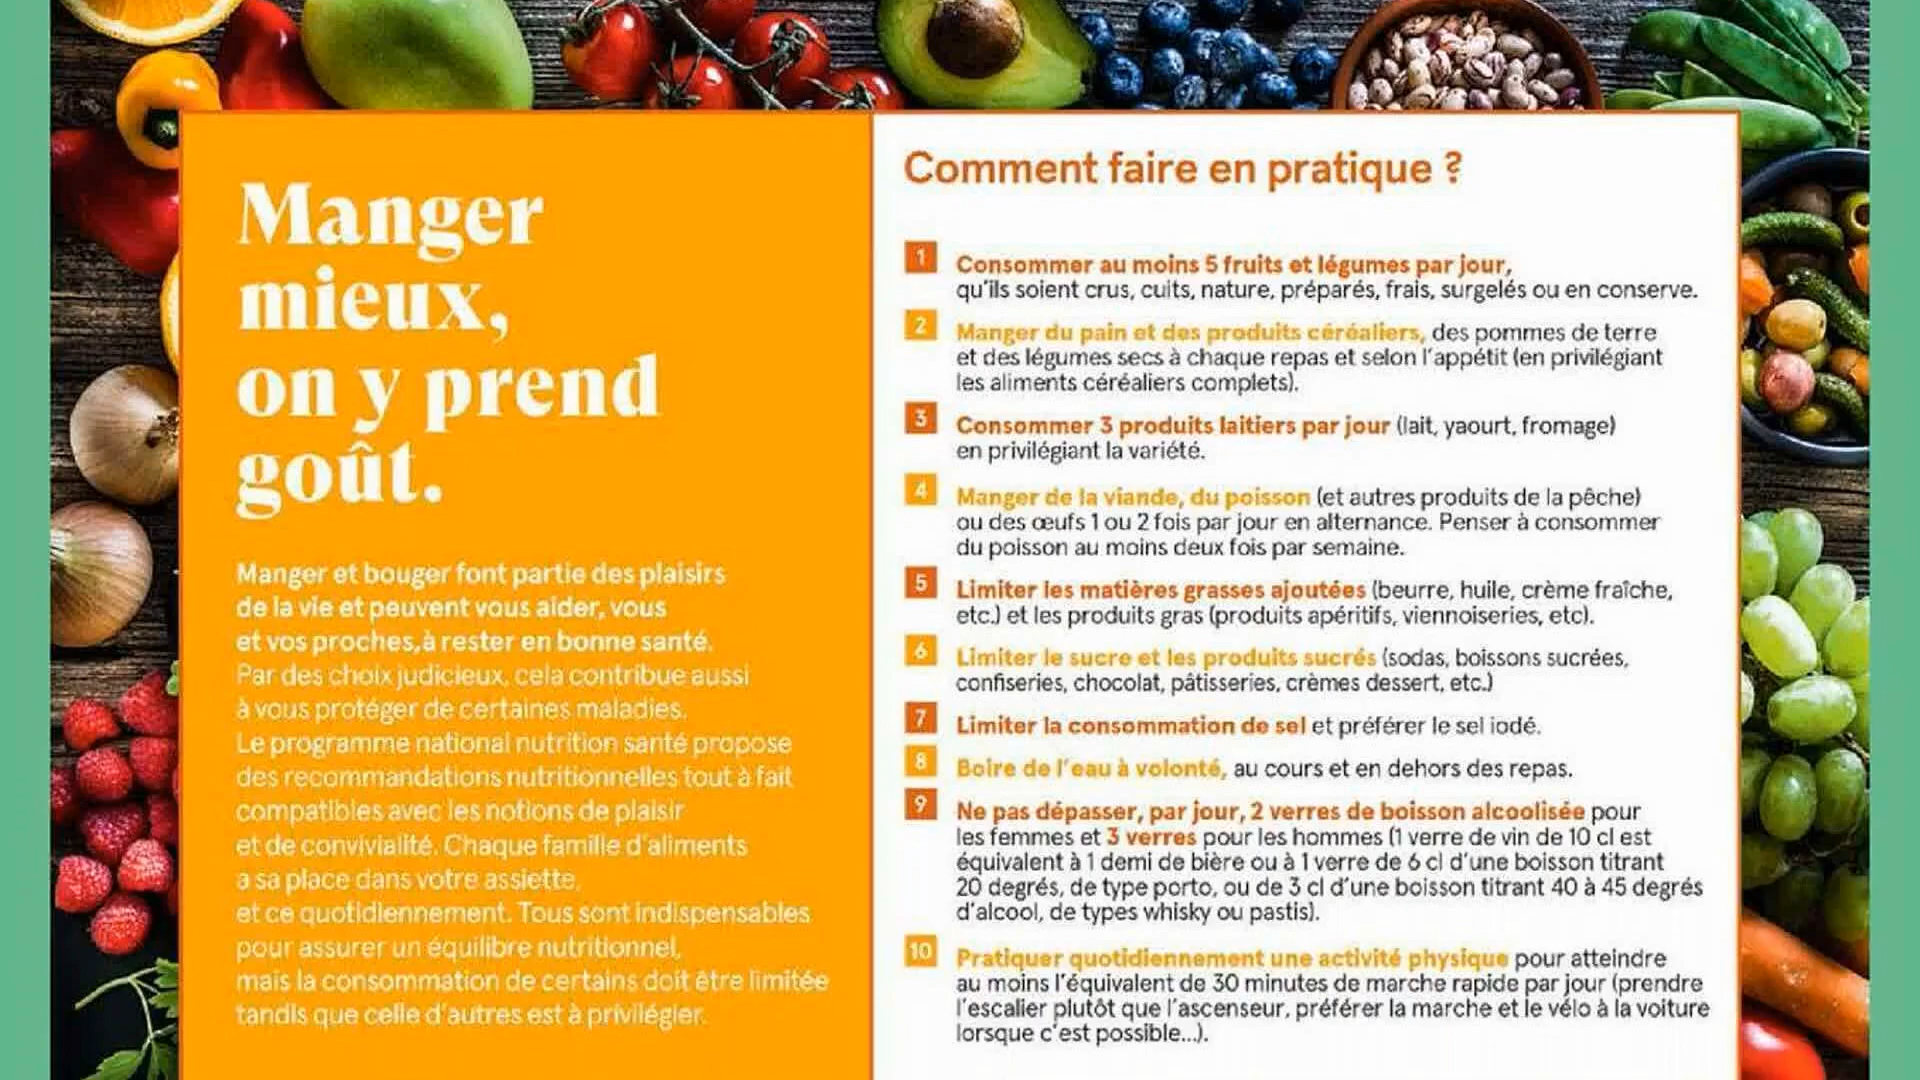 Manger
mieux,
on y prend
goût.
Manger et bouger font partie des plaisirs
de la vie et peuvent vous aider, vous
et vos proches,à rester en bonne santé.
Par des choix judicieux, cela contribue aussi
à vous protéger de certaines maladies.
Le programme national nutrition santé propose
des recommandations nutritionnelles tout à fait
compatibles avec les notions de plaisir
et de convivialité. Chaque famille d'aliments
a sa place dans votre assiette,
et ce quotidiennement. Tous sont indispensables
pour assurer un équilibre nutritionnel,
mais la consommation de certains doit être limitée
tandis que celle d'autres est à privilégier.
Comment faire en pratique ?
1 Consommer au moins 5 fruits et légumes par jour,
qu'ils soient crus, cuits, nature, préparés, frais, surgelés ou en conserve.
2 Manger du pain et des produits céréaliers, des pommes de terre
et des légumes secs à chaque repas et selon l'appétit (en privilégiant
les aliments céréaliers complets).
3 Consommer 3 produits laitiers par jour (lait, yaourt, fromage)
en privilégiant la variété.
4 Manger de la viande, du poisson (et autres produits de la pêche)
ou des œufs 1 ou 2 fois par jour en alternance. Penser à consommer
du poisson au moins deux fois par semaine.
5 Limiter les matières grasses ajoutées (beurre, huile, crème fraîche,
etc.) et les produits gras (produits apéritifs, viennoiseries, etc).
6 Limiter le sucre et les produits sucrés (sodas, boissons sucrées,
confiseries, chocolat, pâtisseries, crèmes dessert, etc.)
7 Limiter la consommation de sel et préférer le sel iodé.
8 Boire de l'eau à volonté, au cours et en dehors des repas.
9 Ne pas dépasser, par jour, 2 verres de boisson alcoolisée pour
les femmes et 3 verres pour les hommes (1 verre de vin de 10 cl est
équivalent à 1 demi de bière ou à 1 verre de 6 cl d'une boisson titrant
20 degrés, de type porto, ou de 3 cl d'une boisson titrant 40 à 45 degrés
d'alcool, de types whisky ou pastis).
10 Pratiquer quotidiennement une activité physique pour atteindre
au moins l'équivalent de 30 minutes de marche rapide par jour (prendre
l'escalier plutôt que l'ascenseur, préférer la marche et le vélo à la voiture
lorsque c'est possible...).